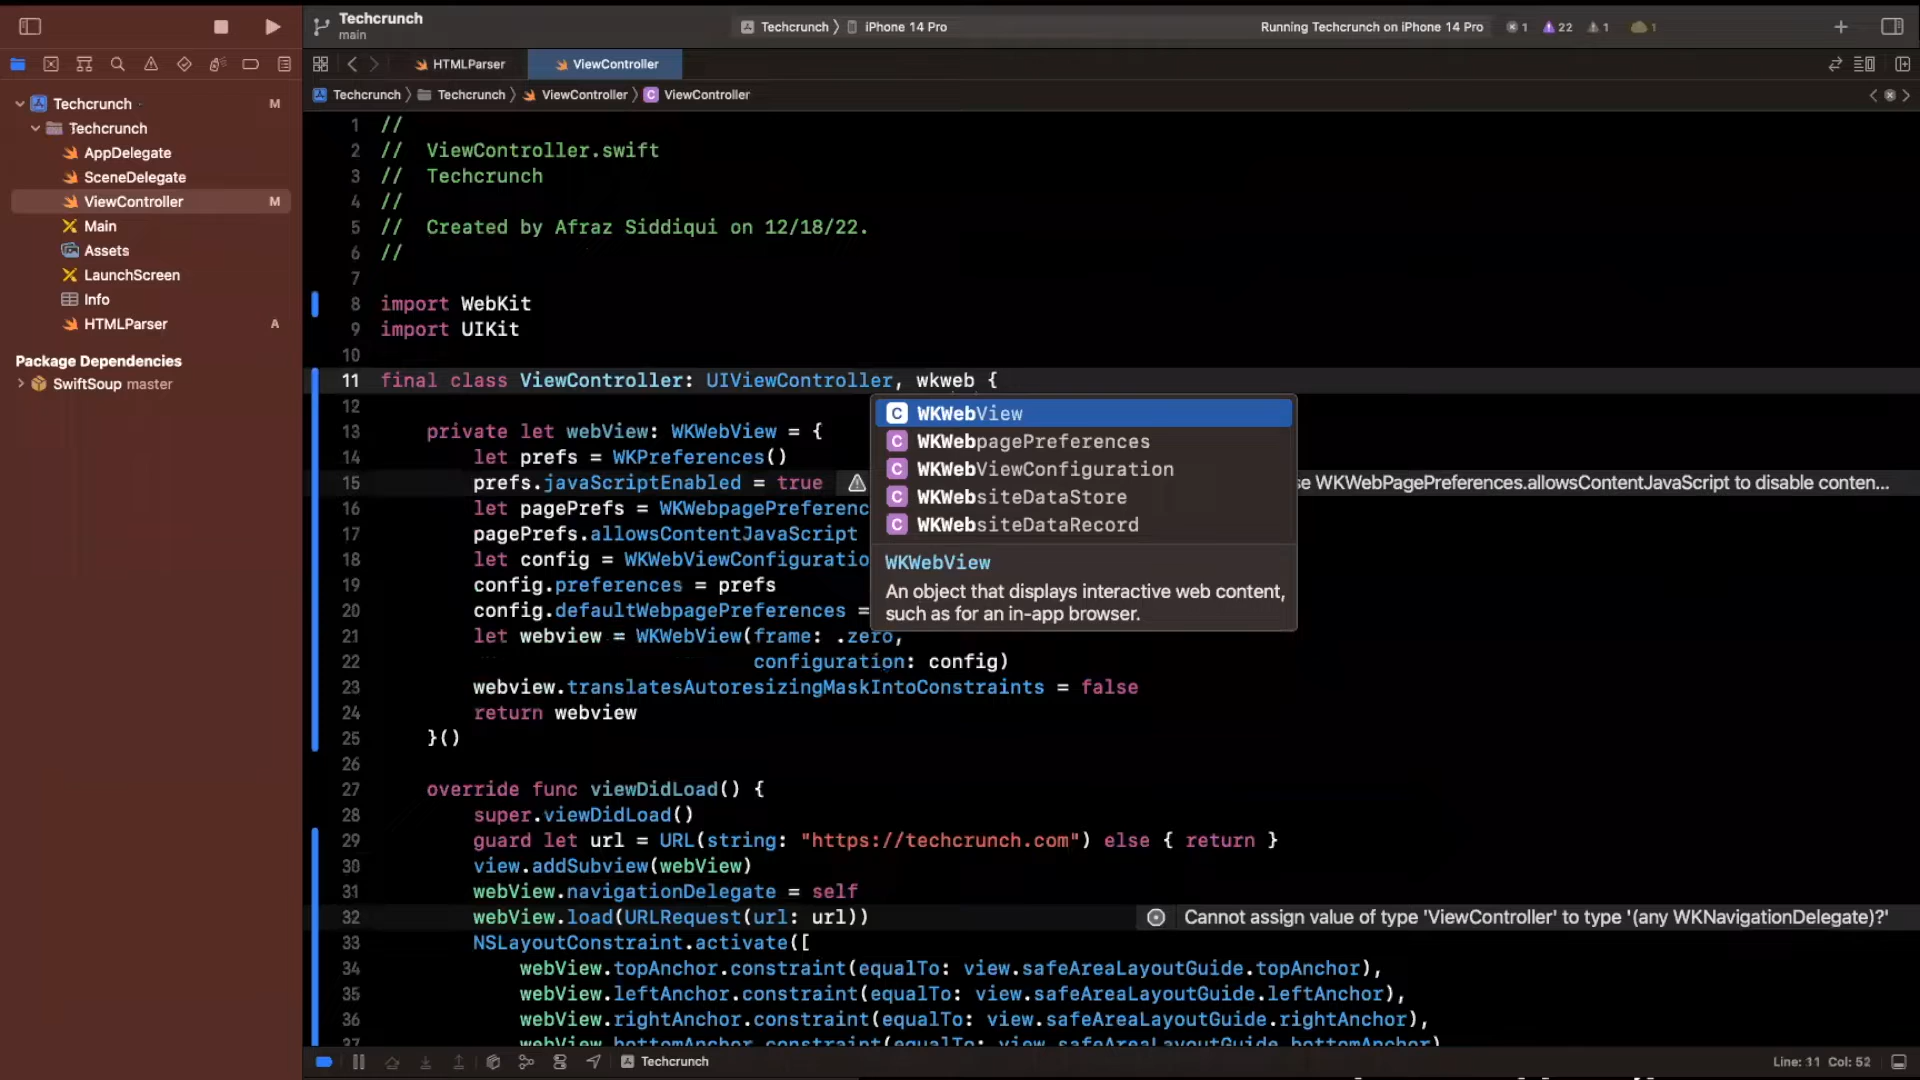 Techcrunch
main
Techcrunch
iPhone 14 Pro
Running Techcrunch on iPhone 14 Pro
1
22
1
1
HTMLParser
ViewController
Techcrunch
Techcrunch
ViewController
ViewController
Techcrunch
M
Techcrunch
AppDelegate
SceneDelegate
ViewController
M
Main
Assets
LaunchScreen
Info
HTMLParser
A
Package Dependencies
SwiftSoup master
1 //
2 //  ViewController.swift
3 //  Techcrunch
4 //
5 //  Created by Afraz Siddiqui on 12/18/22.
6 //
7
8 import WebKit
9 import UIKit
10
11 final class ViewController: UIViewController, wkweb {
12
13 private let webView: WKWebView = {
14 let prefs = WKPreferences()
15 prefs.javaScriptEnabled = true
16 let pagePrefs = WKWebpagePreferenc
17 pagePrefs.allowsContentJavaScript
18 let config = WKWebViewConfiguratio
19 config.preferences = prefs
20 config.defaultWebpagePreferences =
21 let webview = WKWebView(frame: .zero,
22 configuration: config)
23 webview.translatesAutoresizingMaskIntoConstraints = false
24 return webview
25 }()
26
27 override func viewDidLoad() {
28 super.viewDidLoad()
29 guard let url = URL(string: "https://techcrunch.com") else { return }
30 view.addSubview(webView)
31 webView.navigationDelegate = self
32 webView.load(URLRequest(url: url))
33 NSLayoutConstraint.activate([
34 webView.topAnchor.constraint(equalTo: view.safeAreaLayoutGuide.topAnchor),
35 webView.leftAnchor.constraint(equalTo: view.safeAreaLayoutGuide.leftAnchor),
36 webView.rightAnchor.constraint(equalTo: view.safeAreaLayoutGuide.rightAnchor),
37 webView.bottomAnchor.constraint(equalTo: view.safeAreaLayoutGuide.bottomAnchor)
C WKWebView
C WKWebpagePreferences
C WKWebViewConfiguration
C WKWebsiteDataStore
C WKWebsiteDataRecord
WKWebView
An object that displays interactive web content,
such as for an in-app browser.
se WKWebPagePreferences.allowsContentJavaScript to disable conten...
Cannot assign value of type 'ViewController' to type '(any WKNavigationDelegate)?'
Techcrunch
Line: 11 Col: 52